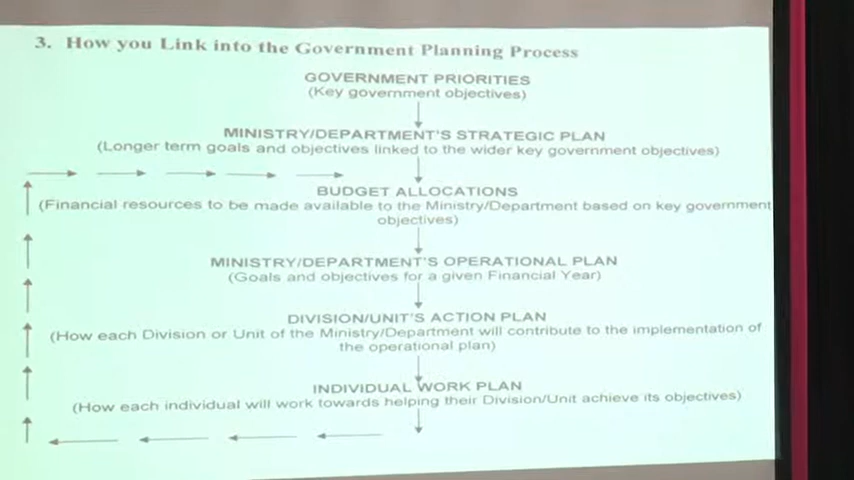 3. How you Link into the Government Planning Process
GOVERNMENT PRIORITIES
(Key government objectives)
MINISTRY/DEPARTMENT'S STRATEGIC PLAN
(Longer term goals and objectives linked to the wider key government objectives)
BUDGET ALLOCATIONS
(Financial resources to be made available to the Ministry/Department based on key government
objectives)
MINISTRY/DEPARTMENT'S OPERATIONAL PLAN
(Goals and objectives for a given Financial Year)
DIVISION/UNIT'S ACTION PLAN
(How each Division or Unit of the Ministry/Department will contribute to the implementation of
the operational plan)
INDIVIDUAL WORK PLAN
(How each individual will work towards helping their Division/Unit achieve its objectives)